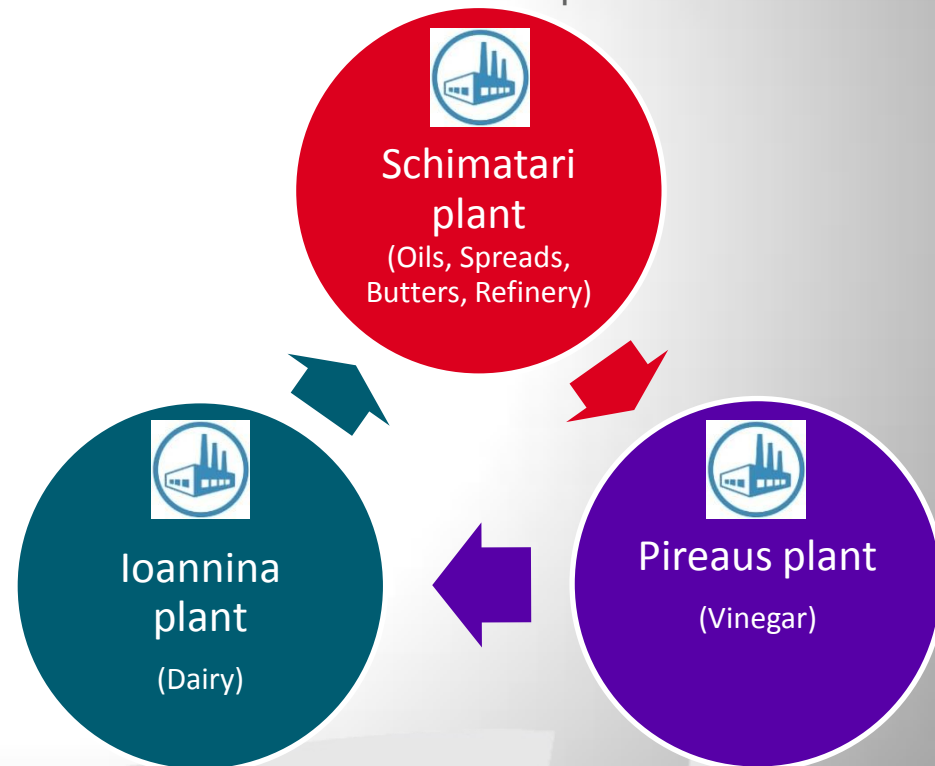 Schimatari
plant
(Oils, Spreads,
Butters, Refinery)
Pireaus plant
(Vinegar)
Ioannina
plant
(Dairy)